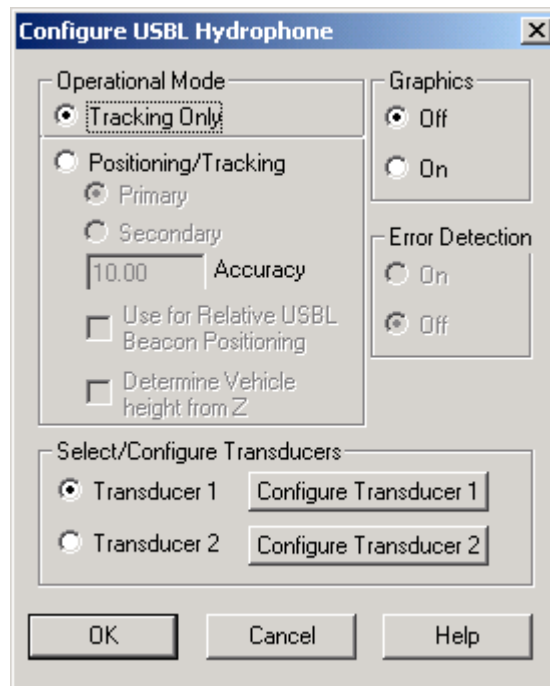 Configure USBL Hydrophone
Operational Mode
Tracking Only
Positioning/Tracking
Primary
Secondary
10.00 Accuracy
Use for Relative USBL
Beacon Positioning
Determine Vehicle
height from Z
Graphics
Off
On
Error Detection
On
Off
Select/Configure Transducers
Transducer 1 Configure Transducer 1
Transducer 2 Configure Transducer 2
OK Cancel Help